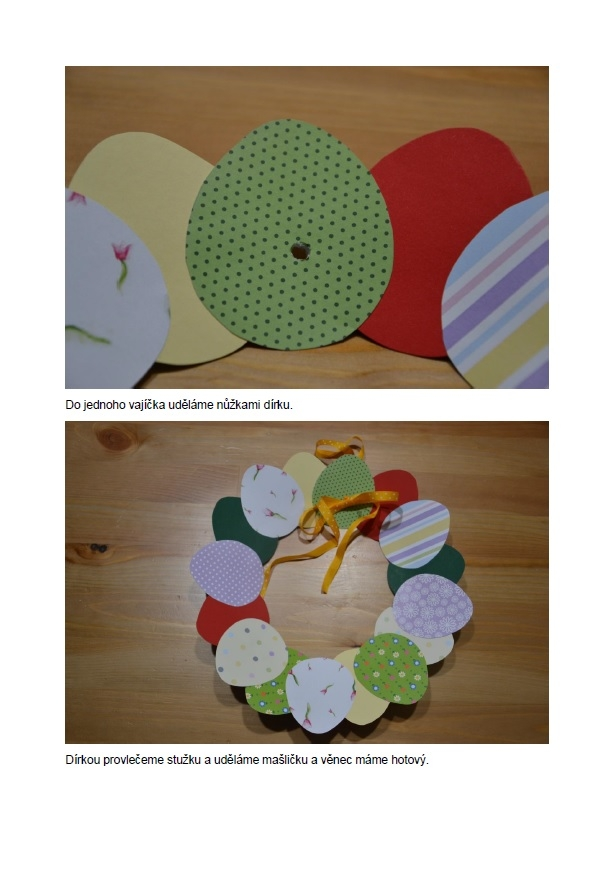 Do jednoho vajíčka uděláme nůžkami dírku.
Dírkou provlečeme stužku a uděláme mašličku a věnec máme hotový.